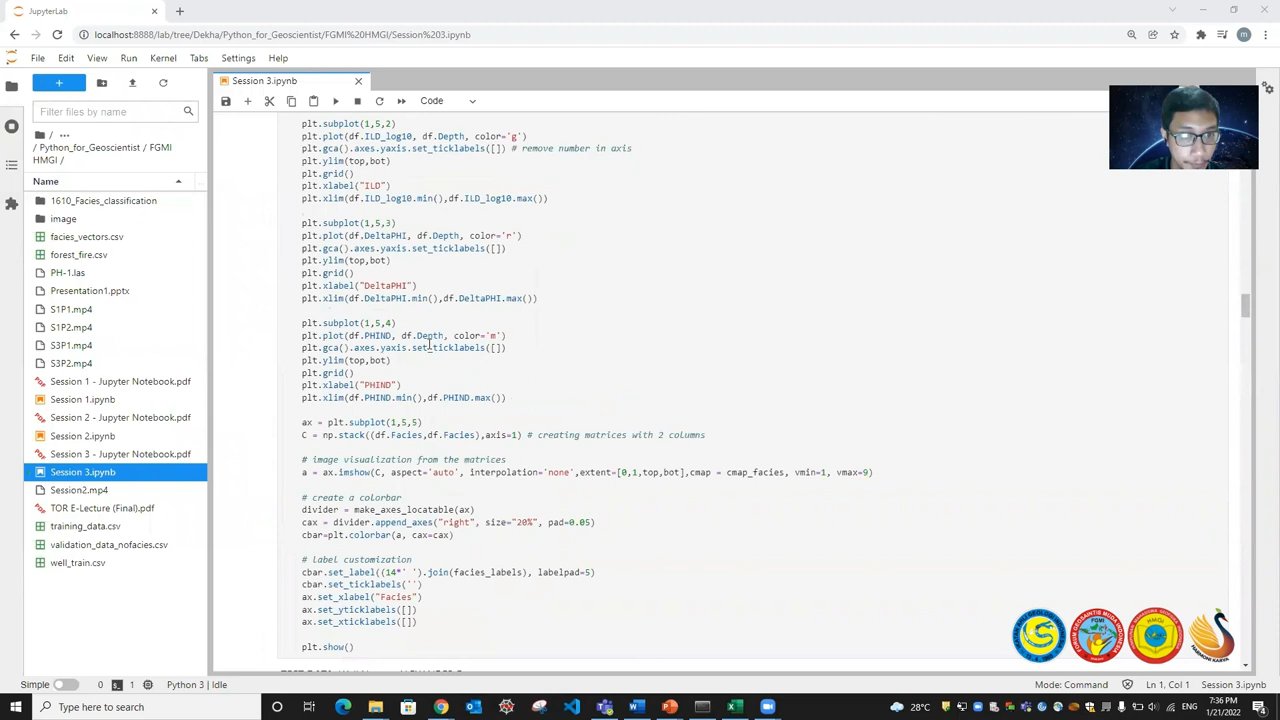 JupyterLab
localhost:8888/lab/tree/Dekha/Python_for_Geoscientist/FGMI%20HMGI/Session%203.ipynb
File Edit View Run Kernel Tabs Settings Help
Session 3.ipynb
Code
Filter files by name
/ ... / Python_for_Geoscientist / FGMI
HMGI /
Name
1610_Facies_classification
image
facies_vectors.csv
forest_fire.csv
PH-1.las
Presentation1.pptx
S1P1.mp4
S1P2.mp4
S3P1.mp4
S3P2.mp4
Session 1 - Jupyter Notebook.pdf
Session 1.ipynb
Session 2 - Jupyter Notebook.pdf
Session 2.ipynb
Session 3 - Jupyter Notebook.pdf
Session 3.ipynb
Session2.mp4
TOR E-Lecture (Final).pdf
training_data.csv
validation_data_nofacies.csv
well_train.csv
plt.subplot(1,5,2)
plt.plot(df.ILD_log10, df.Depth, color='g')
plt.gca().axes.yaxis.set_ticklabels([]) # remove number in axis
plt.ylim(top,bot)
plt.grid()
plt.xlabel("ILD")
plt.xlim(df.ILD_log10.min(),df.ILD_log10.max())
plt.subplot(1,5,3)
plt.plot(df.DeltaPHI, df.Depth, color='r')
plt.gca().axes.yaxis.set_ticklabels([])
plt.ylim(top,bot)
plt.grid()
plt.xlabel("DeltaPHI")
plt.xlim(df.DeltaPHI.min(),df.DeltaPHI.max())
plt.subplot(1,5,4)
plt.plot(df.PHIND, df.Depth, color='m')
plt.gca().axes.yaxis.set_ticklabels([])
plt.ylim(top,bot)
plt.grid()
plt.xlabel("PHIND")
plt.xlim(df.PHIND.min(),df.PHIND.max())
ax = plt.subplot(1,5,5)
C = np.stack((df.Facies,df.Facies),axis=1) # creating matrices with 2 columns
# image visualization from the matrices
a = ax.imshow(C, aspect='auto', interpolation='none',extent=[0,1,top,bot],cmap = cmap_facies, vmin=1, vmax=9)
# create a colorbar
divider = make_axes_locatable(ax)
cax = divider.append_axes("right", size="20%", pad=0.05)
cbar=plt.colorbar(a, cax=cax)
# label customization
cbar.set_label((14*' ').join(facies_labels), labelpad=5)
cbar.set_ticklabels('')
ax.set_xlabel("Facies")
ax.set_yticklabels([])
ax.set_xticklabels([])
plt.show()
FGMI
HMGI
HARMONI KARYA
Simple 0 1 Python 3 | Idle Mode: Command Ln 1, Col 1 Session 3.ipynb
Type here to search
28°C
7:36 PM
1/21/2022